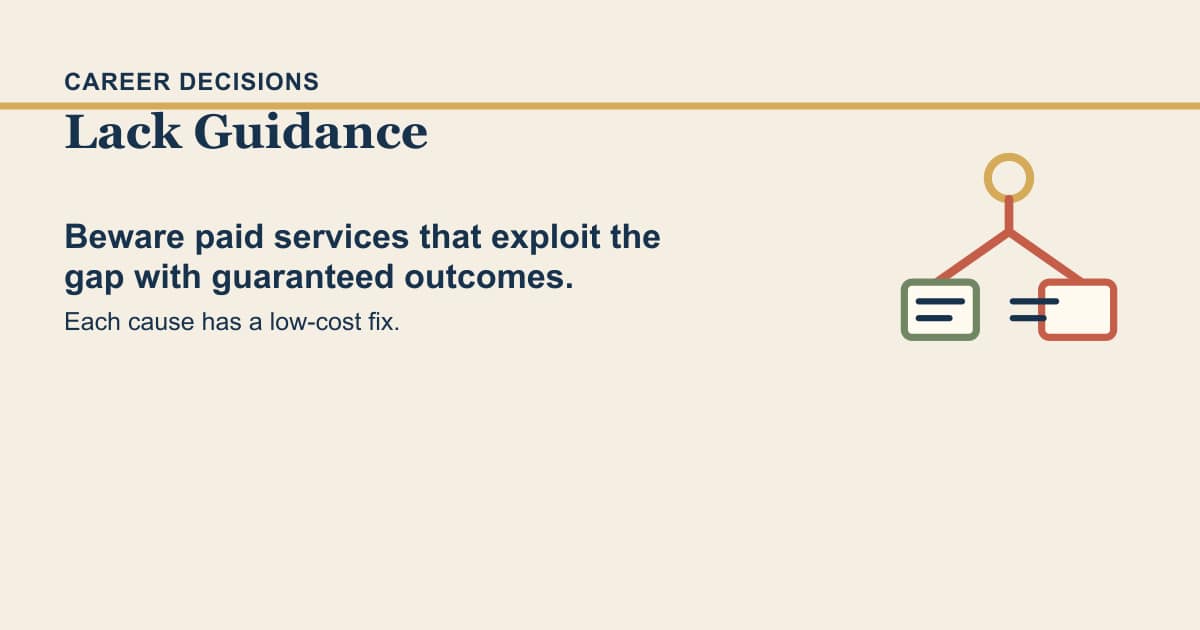 CAREER DECISIONS
Lack Guidance
Beware paid services that exploit the
gap with guaranteed outcomes.
Each cause has a low-cost fix.